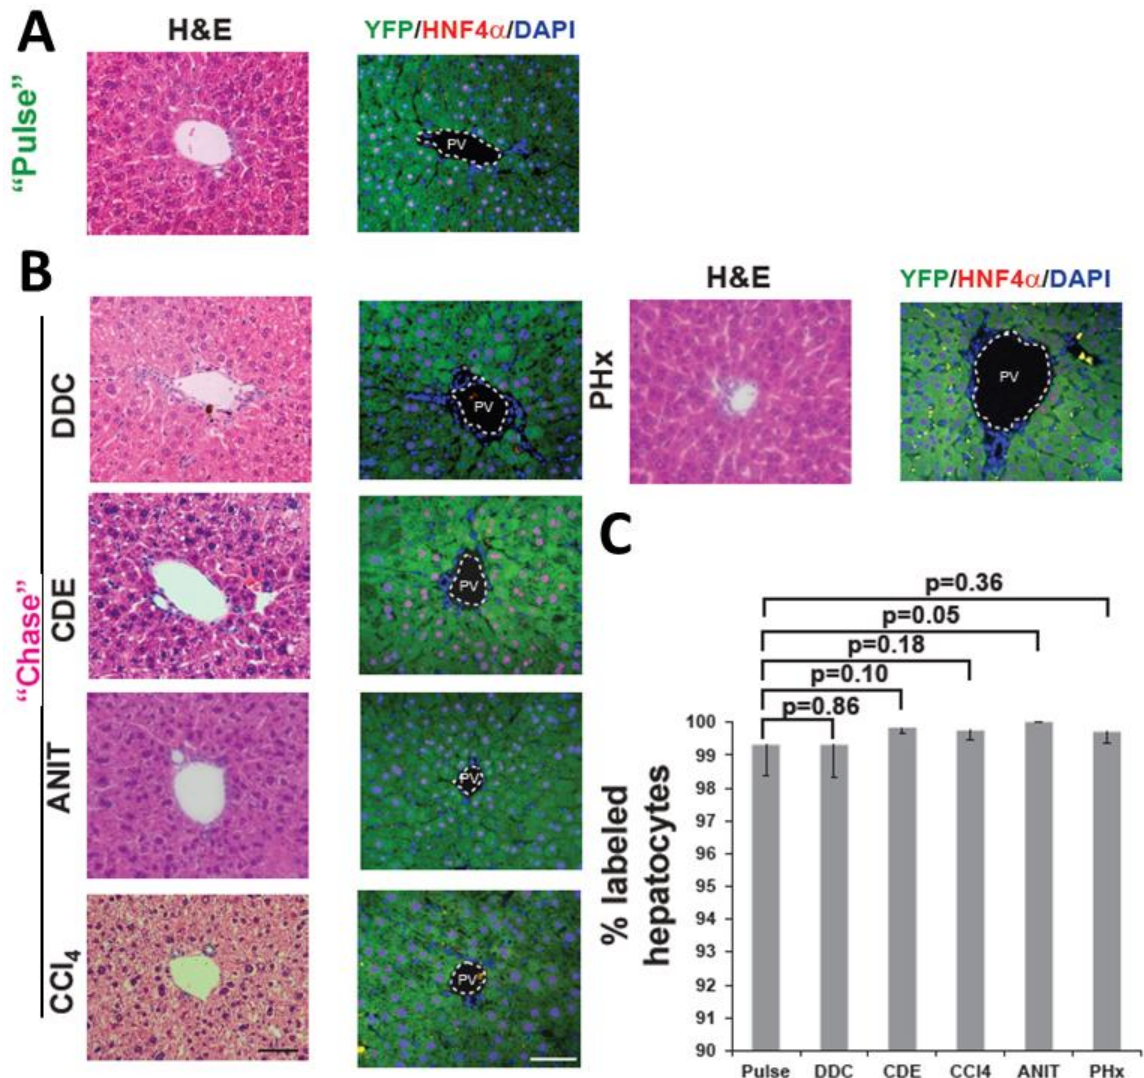 A
H&E
YFP/HNF4α/DAPI
"Pulse"
PV
B
H&E
YFP/HNF4α/DAPI
"Chase"
DDC
PV
PHx
PV
CDE
PV
ANIT
PV
CCl4
PV
C
p=0.36
p=0.05
p=0.18
p=0.10
p=0.86
% labeled
hepatocytes
100
99
98
97
96
95
94
93
92
91
90
Pulse DDC CDE CCl4 ANIT PHx